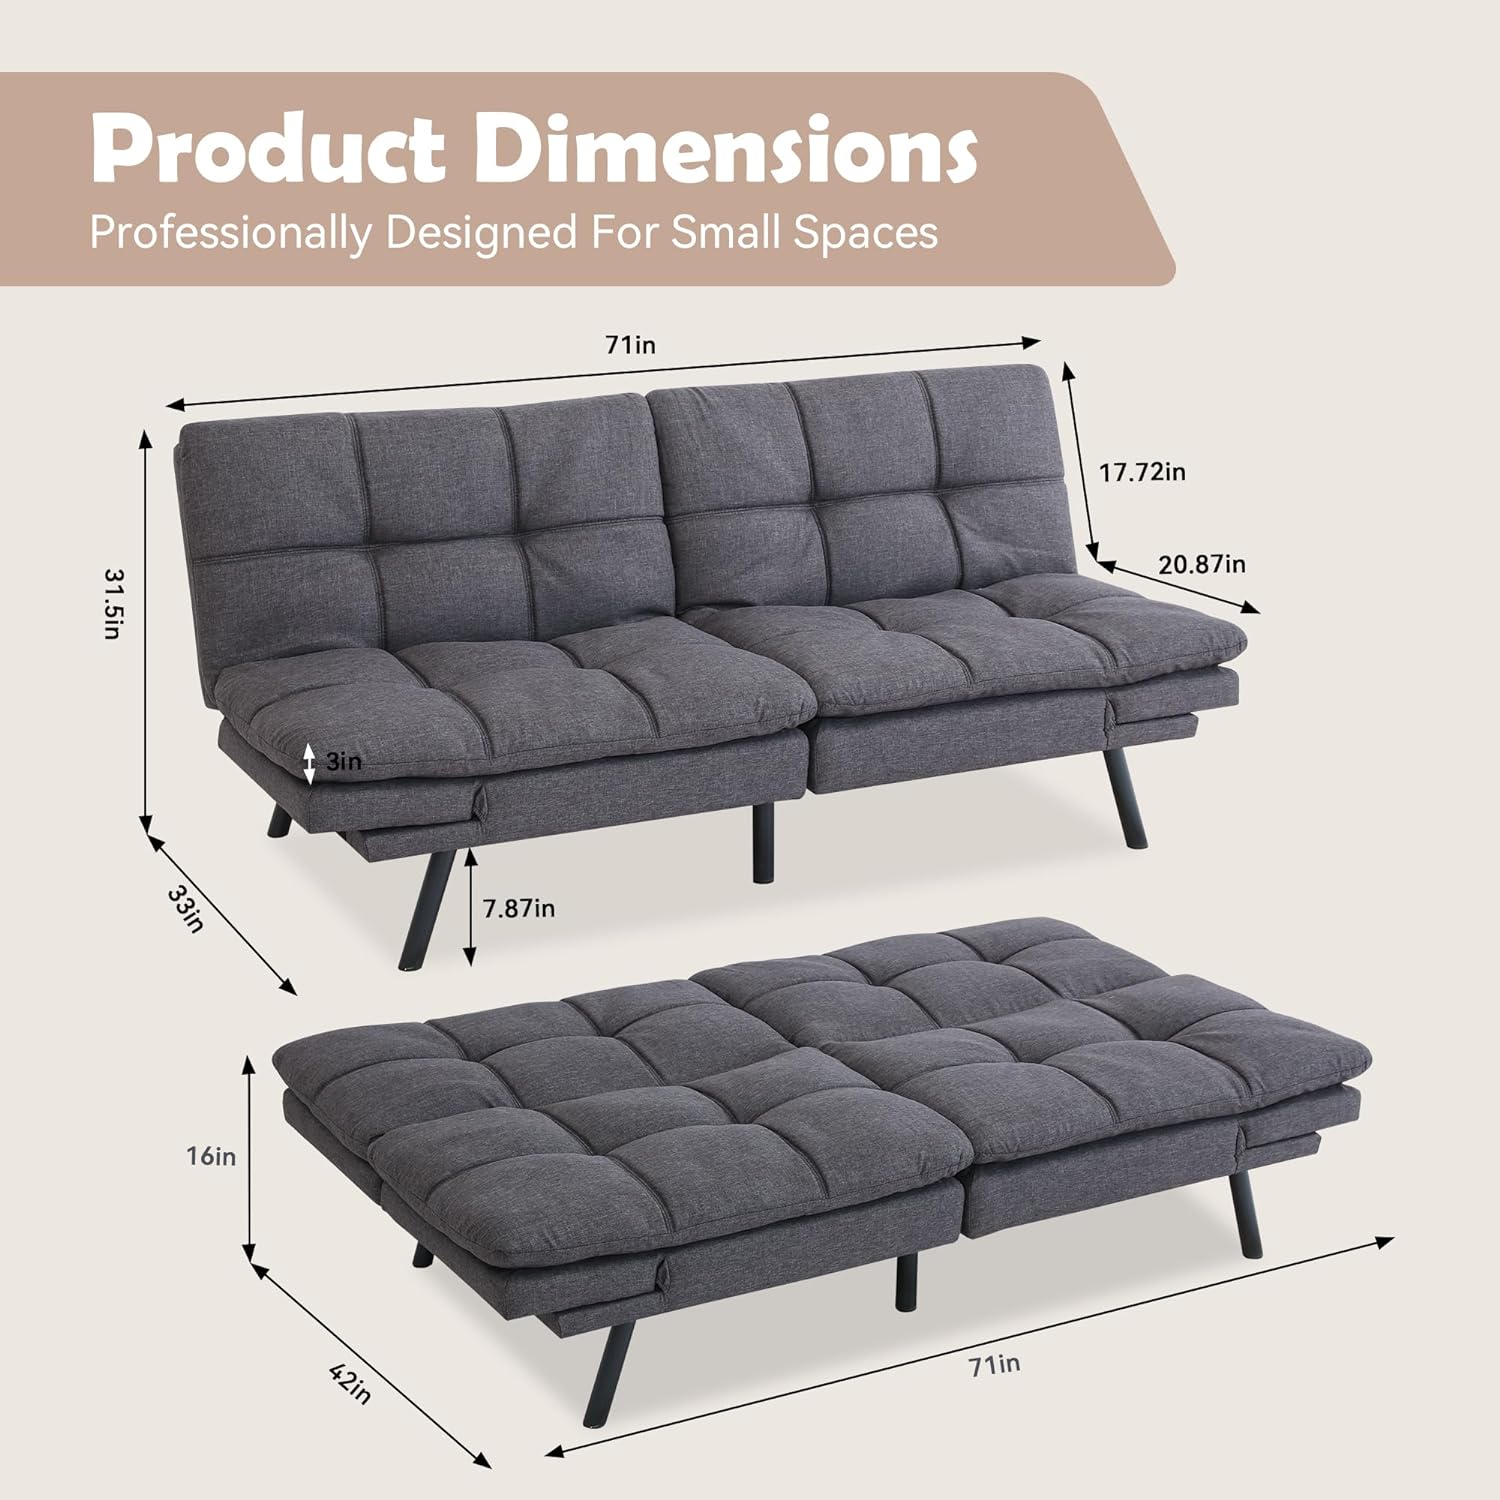 Product Dimensions
Professionally Designed For Small Spaces
71in
17.72in
20.87in
31.5in
3in
33in
7.87in
16in
42in
71in